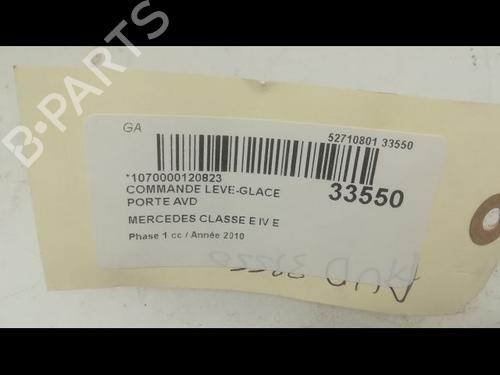 B-PARTS
GA
52710801 33550
*1070000120823
COMMANDE LEVE-GLACE
33550
PORTE AVD
MERCEDES CLASSE E IV E
Phase 1 cc / Année 2010
AVD